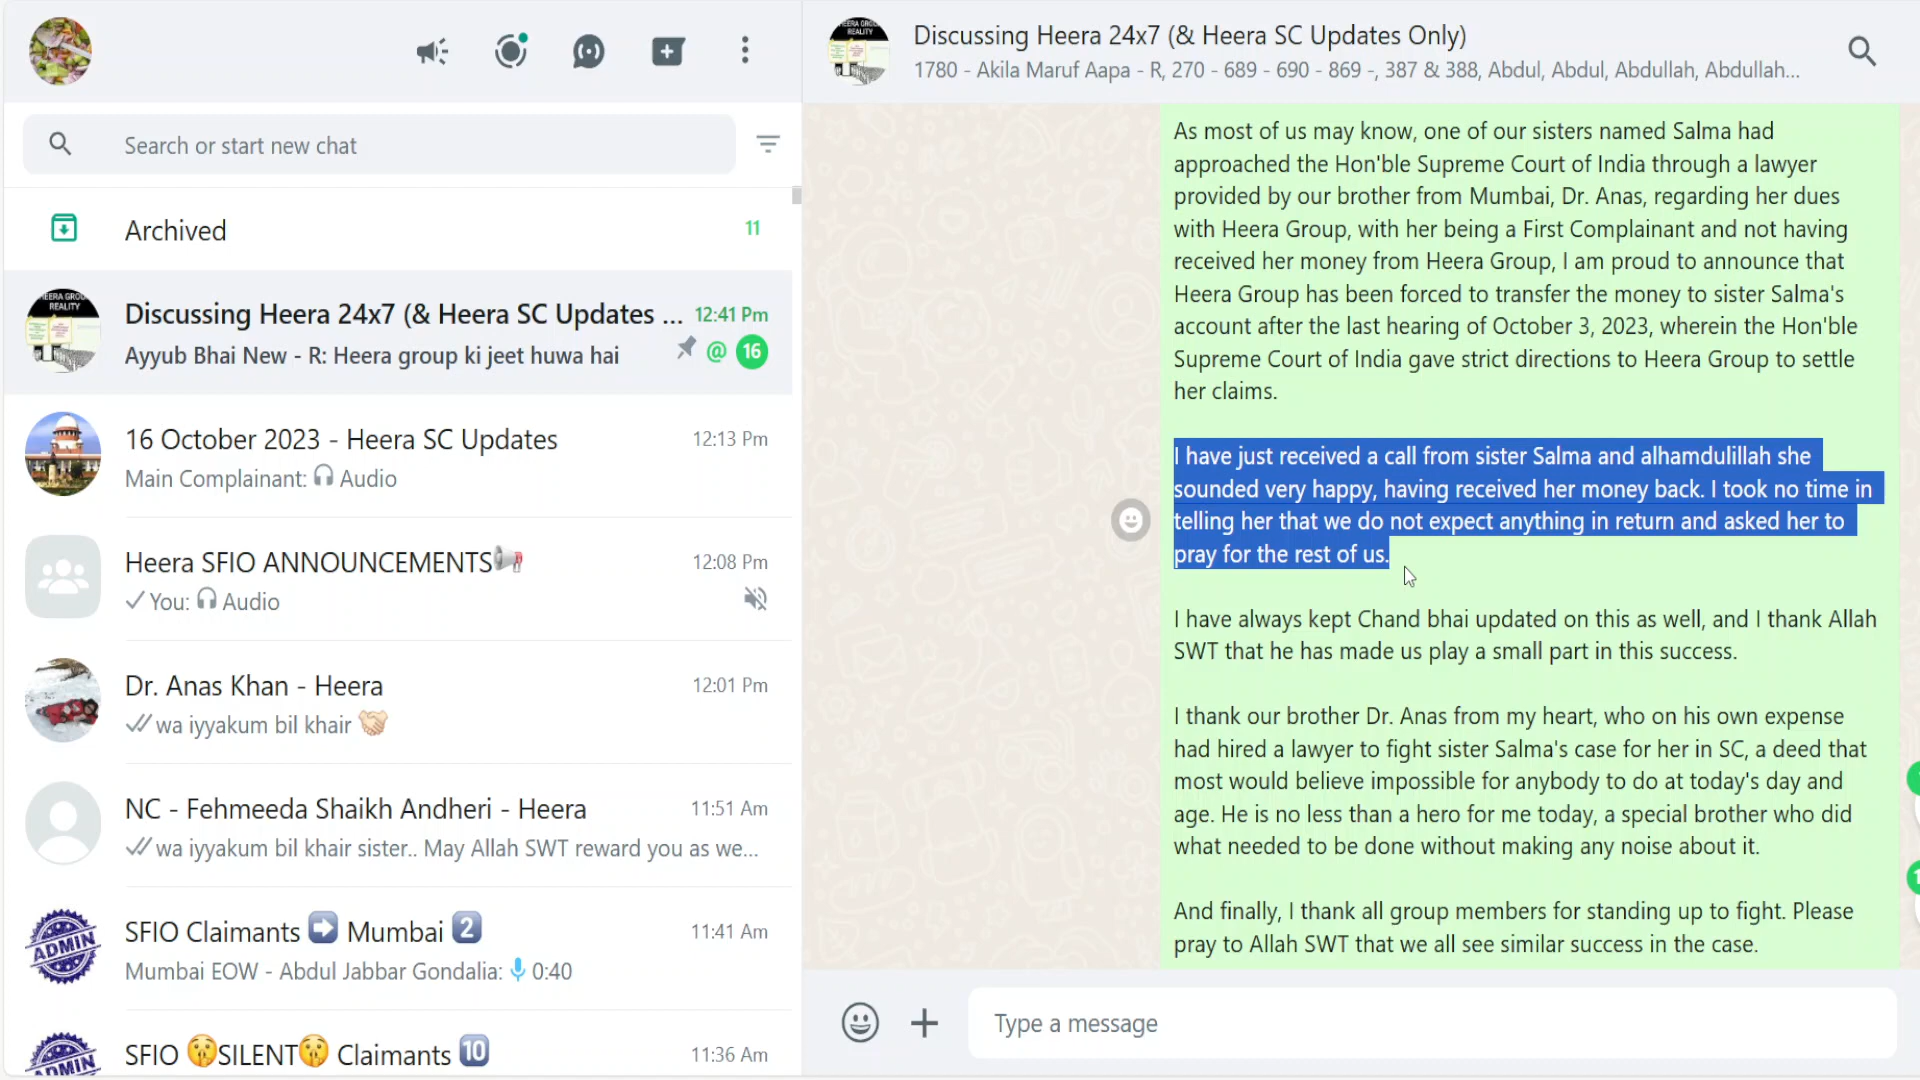 Search or start new chat
Archived
11
Discussing Heera 24x7 (& Heera SC Updates ...
12:41 Pm
Ayyub Bhai New - R: Heera group ki jeet huwa hai
@ 16
16 October 2023 - Heera SC Updates
12:13 Pm
Main Complainant: 🎧 Audio
Heera SFIO ANNOUNCEMENTS📢
12:08 Pm
You: 🎧 Audio
Dr. Anas Khan - Heera
12:01 Pm
wa iyyakum bil khair 🤝🏻
NC - Fehmeeda Shaikh Andheri - Heera
11:51 Am
wa iyyakum bil khair sister.. May Allah SWT reward you as we...
ADMIN
SFIO Claimants ➡️ Mumbai 2️⃣
11:41 Am
Mumbai EOW - Abdul Jabbar Gondalia: 0:40
ADMIN
SFIO 🤫SILENT🤫 Claimants 🔟
11:36 Am
HEERA GROUP
REALITY
Discussing Heera 24x7 (& Heera SC Updates Only)
1780 - Akila Maruf Aapa - R, 270 - 689 - 690 - 869 -, 387 & 388, Abdul, Abdul, Abdullah, Abdullah...
As most of us may know, one of our sisters named Salma had
approached the Hon'ble Supreme Court of India through a lawyer
provided by our brother from Mumbai, Dr. Anas, regarding her dues
with Heera Group, with her being a First Complainant and not having
received her money from Heera Group, I am proud to announce that
Heera Group has been forced to transfer the money to sister Salma's
account after the last hearing of October 3, 2023, wherein the Hon'ble
Supreme Court of India gave strict directions to Heera Group to settle
her claims.
I have just received a call from sister Salma and alhamdulillah she
sounded very happy, having received her money back. I took no time in
telling her that we do not expect anything in return and asked her to
pray for the rest of us.
I have always kept Chand bhai updated on this as well, and I thank Allah
SWT that he has made us play a small part in this success.
I thank our brother Dr. Anas from my heart, who on his own expense
had hired a lawyer to fight sister Salma's case for her in SC, a deed that
most would believe impossible for anybody to do at today's day and
age. He is no less than a hero for me today, a special brother who did
what needed to be done without making any noise about it.
And finally, I thank all group members for standing up to fight. Please
pray to Allah SWT that we all see similar success in the case.
Type a message